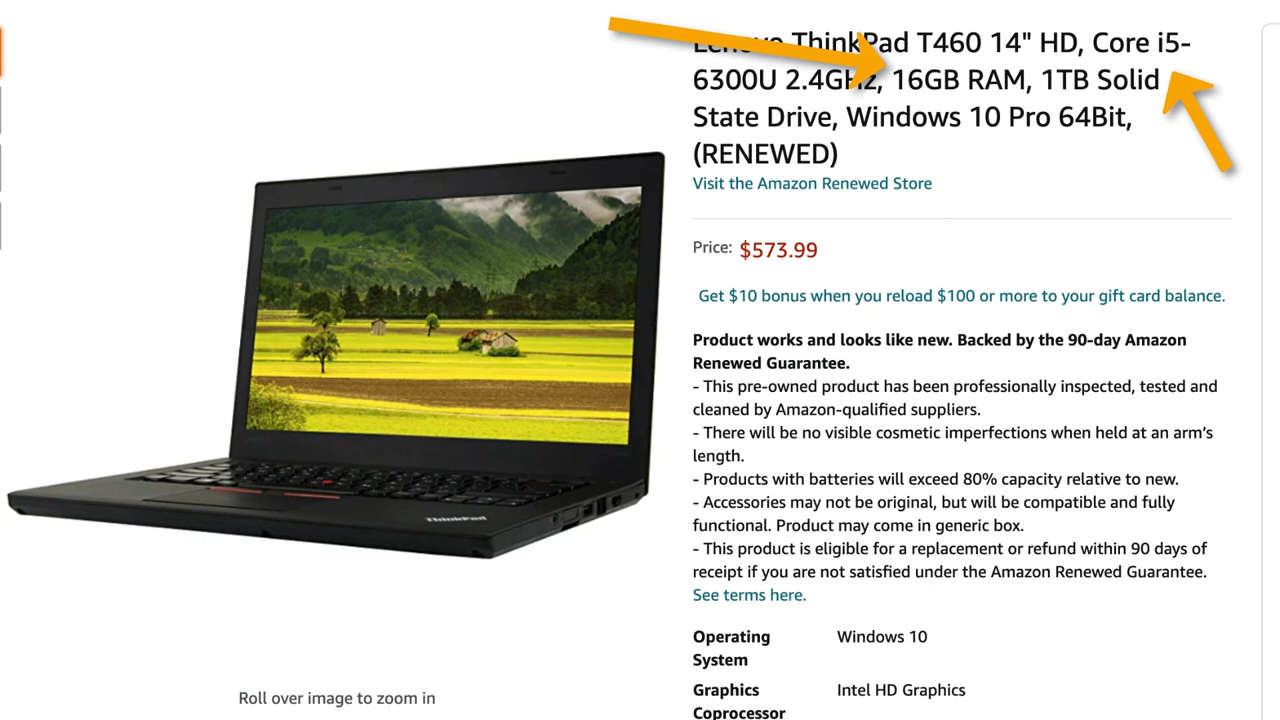 Lenovo ThinkPad T460 14" HD, Core i5-
6300U 2.4GHz, 16GB RAM, 1TB Solid
State Drive, Windows 10 Pro 64Bit,
(RENEWED)
Visit the Amazon Renewed Store
Price: $573.99
Get $10 bonus when you reload $100 or more to your gift card balance.
Product works and looks like new. Backed by the 90-day Amazon
Renewed Guarantee.
- This pre-owned product has been professionally inspected, tested and
cleaned by Amazon-qualified suppliers.
- There will be no visible cosmetic imperfections when held at an arm’s
length.
- Products with batteries will exceed 80% capacity relative to new.
- Accessories may not be original, but will be compatible and fully
functional. Product may come in generic box.
- This product is eligible for a replacement or refund within 90 days of
receipt if you are not satisfied under the Amazon Renewed Guarantee.
See terms here.
Operating Windows 10
System
Graphics Intel HD Graphics
Coprocessor
ThinkPad
Roll over image to zoom in